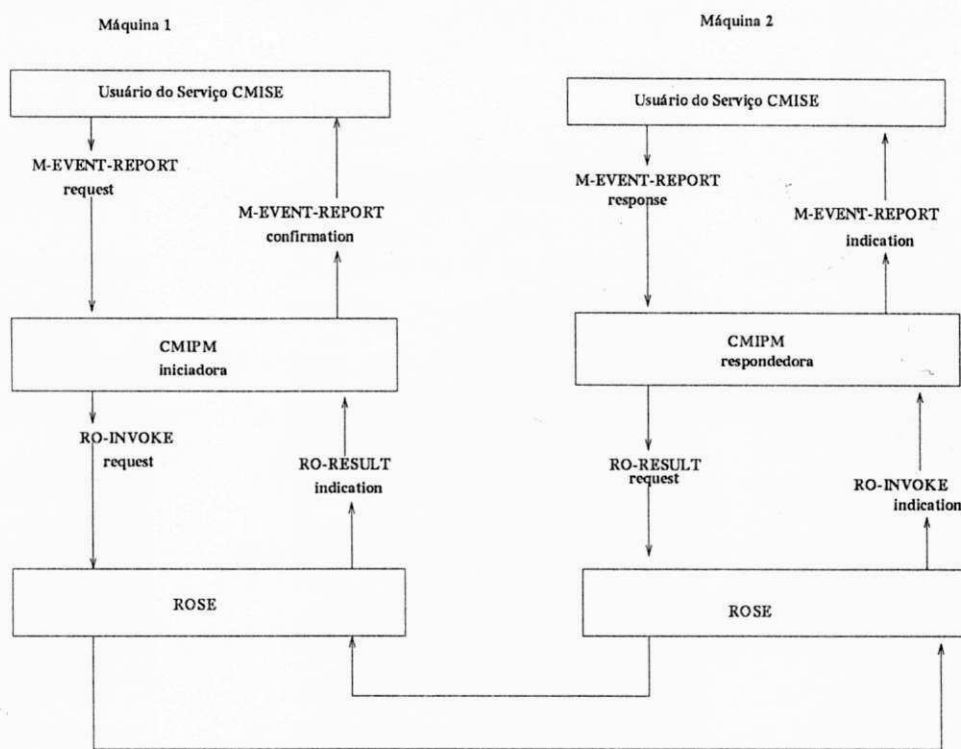 Máquina 1
Máquina 2
Usuário do Serviço CMISE
Usuário do Serviço CMISE
M-EVENT-REPORT
request
M-EVENT-REPORT
confirmation
M-EVENT-REPORT
response
M-EVENT-REPORT
indication
CMIPM
iniciadora
CMIPM
respondedora
RO-INVOKE
request
RO-RESULT
indication
RO-RESULT
request
RO-INVOKE
indication
ROSE
ROSE